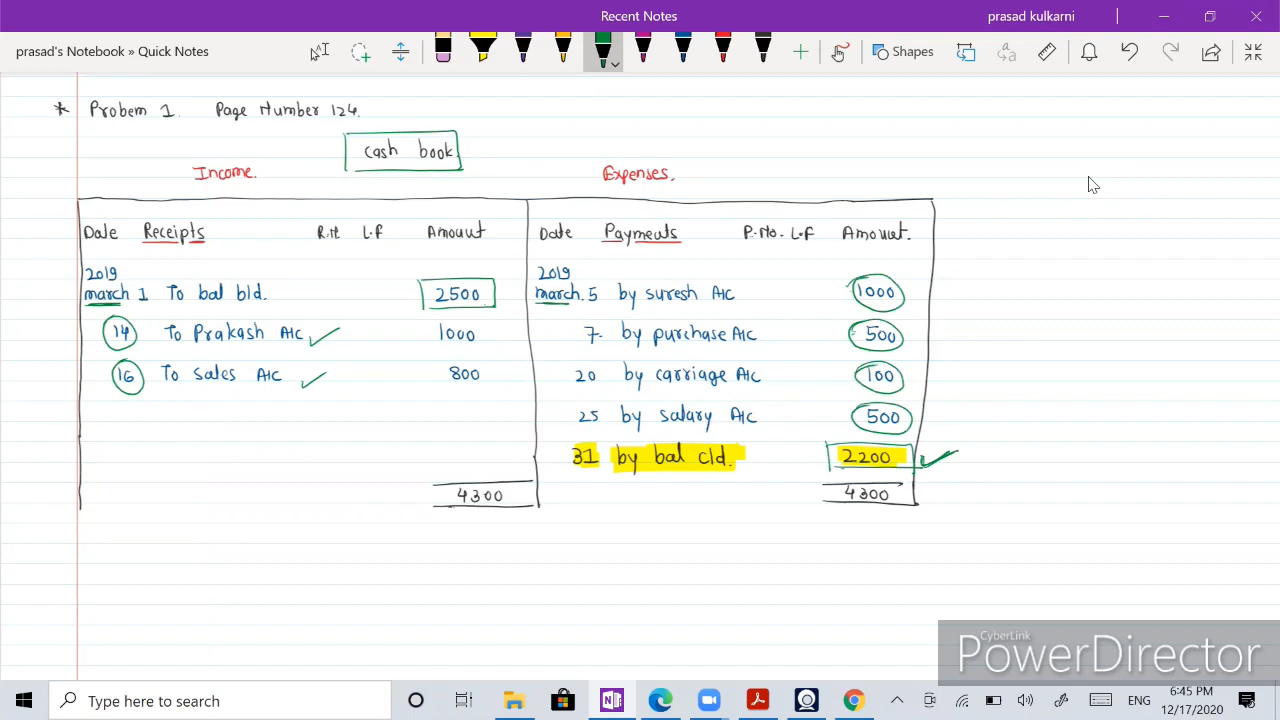 Recent Notes
prasad kulkarni
prasad's Notebook » Quick Notes
Shapes
* Probem 1. Page Number 124.
cash book
Income. Expenses.
Date Receipts R.N L.F Amount Date Payments P.No. L.F Amount.
2019 2019
march 1 To bal b/d. 2500 march. 5 by suresh A/c 1000
14 To Prakash A/c 1000 7. by purchase A/c 500
16 To sales A/c 800 20 by carriage A/c 100
25 by salary A/c 500
31 by bal c/d. 2200
4300 4300
CyberLink
PowerDirector
Type here to search
6:45 PM
12/17/2020